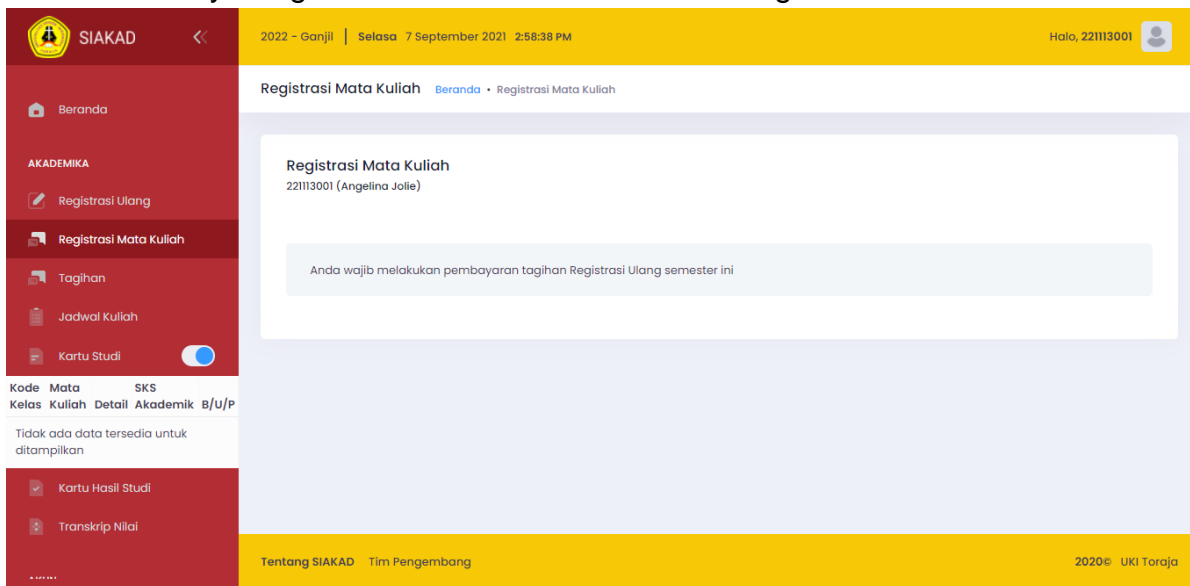 SIAKAD
2022 - Ganjil | Selasa 7 September 2021 2:58:38 PM
Halo, 221113001
Registrasi Mata Kuliah Beranda • Registrasi Mata Kuliah
Beranda
AKADEMIKA
Registrasi Ulang
Registrasi Mata Kuliah
Tagihan
Jadwal Kuliah
Kartu Studi
Kode Mata SKS
Kelas Kuliah Detail Akademik B/U/P
Tidak ada data tersedia untuk
ditampilkan
Kartu Hasil Studi
Transkrip Nilai
Registrasi Mata Kuliah
221113001 (Angelina Jolie)
Anda wajib melakukan pembayaran tagihan Registrasi Ulang semester ini
Tentang SIAKAD Tim Pengembang
2020© UKI Toraja